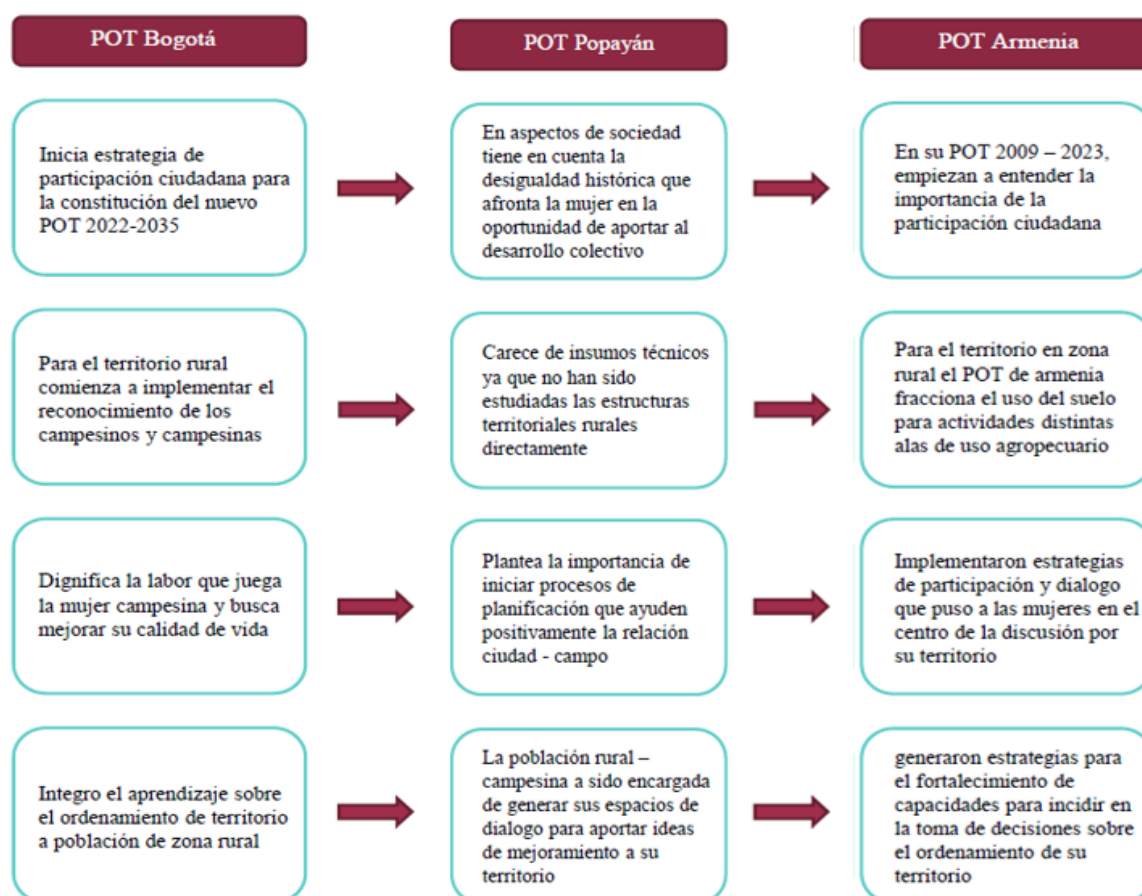 POT Bogotá
POT Popayán
POT Armenia
Inicia estrategia de
participación ciudadana para
la constitución del nuevo
POT 2022-2035
En aspectos de sociedad
tiene en cuenta la
desigualdad histórica que
afronta la mujer en la
oportunidad de aportar al
desarrollo colectivo
En su POT 2009 – 2023,
empiezan a entender la
importancia de la
participación ciudadana
Para el territorio rural
comienza a implementar el
reconocimiento de los
campesinos y campesinas
Carece de insumos técnicos
ya que no han sido
estudiadas las estructuras
territoriales rurales
directamente
Para el territorio en zona
rural el POT de armenia
fracciona el uso del suelo
para actividades distintas
alas de uso agropecuario
Dignifica la labor que juega
la mujer campesina y busca
mejorar su calidad de vida
Plantea la importancia de
iniciar procesos de
planificación que ayuden
positivamente la relación
ciudad - campo
Implementaron estrategias
de participación y dialogo
que puso a las mujeres en el
centro de la discusión por
su territorio
Integro el aprendizaje sobre
el ordenamiento de territorio
a población de zona rural
La población rural –
campesina a sido encargada
de generar sus espacios de
dialogo para aportar ideas
de mejoramiento a su
territorio
generaron estrategias para
el fortalecimiento de
capacidades para incidir en
la toma de decisiones sobre
el ordenamiento de su
territorio